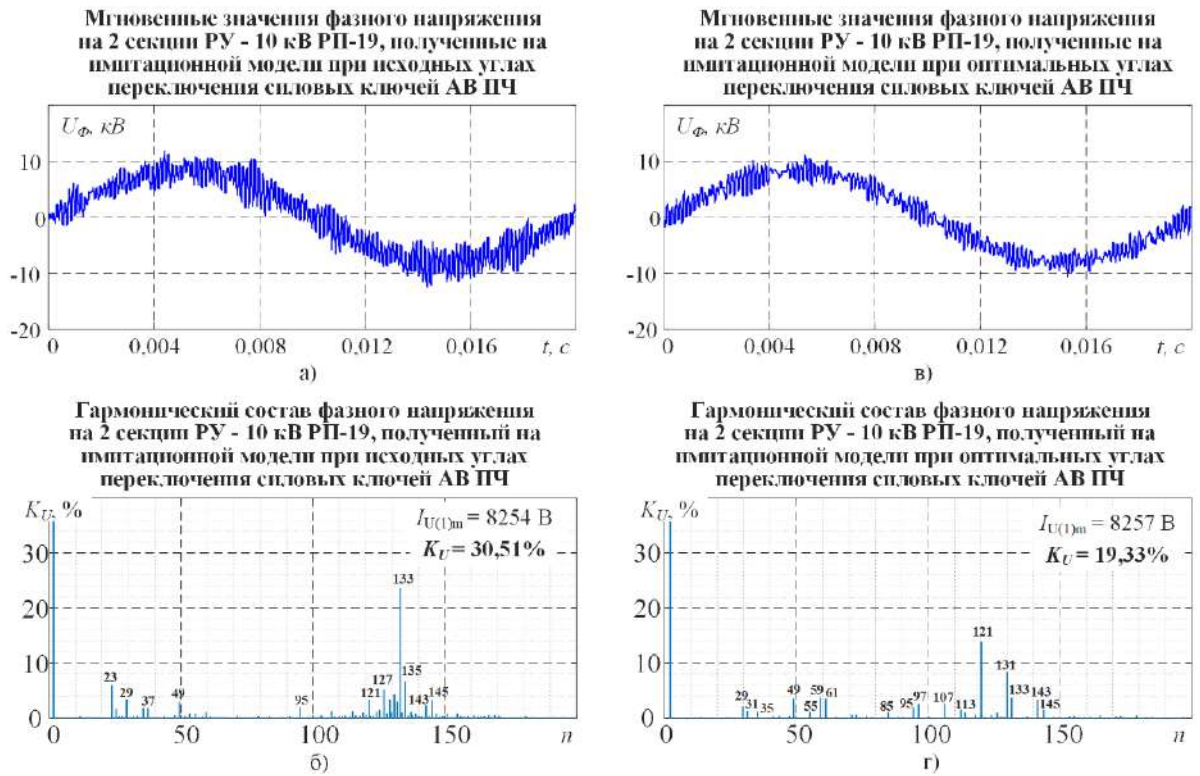 Мгновенные значения фазного напряжения
на 2 секции РУ - 10 кВ РП-19, полученные на
имитационной модели при исходных углах
переключения силовых ключей АВ ПЧ
U_Ф, кВ
10
0
-10
-20
0 0,004 0,008 0,012 0,016 t, с
а)
Мгновенные значения фазного напряжения
на 2 секции РУ - 10 кВ РП-19, полученные на
имитационной модели при оптимальных углах
переключения силовых ключей АВ ПЧ
U_Ф, кВ
10
0
-10
-20
0 0,004 0,008 0,012 0,016 t, с
в)
Гармонический состав фазного напряжения
на 2 секции РУ - 10 кВ РП-19, полученный на
имитационной модели при исходных углах
переключения силовых ключей АВ ПЧ
K_U, %
I_U(1)m = 8254 В
K_U = 30,51%
30
20
10
0
23 29 37 49 95 121 127 133 135 143 145
0 50 100 150 n
б)
Гармонический состав фазного напряжения
на 2 секции РУ - 10 кВ РП-19, полученный на
имитационной модели при оптимальных углах
переключения силовых ключей АВ ПЧ
K_U, %
I_U(1)m = 8257 В
K_U = 19,33%
30
20
10
0
29 31 35 49 55 59 61 85 95 97 107 113 121 131 133 143 145
0 50 100 150 n
г)